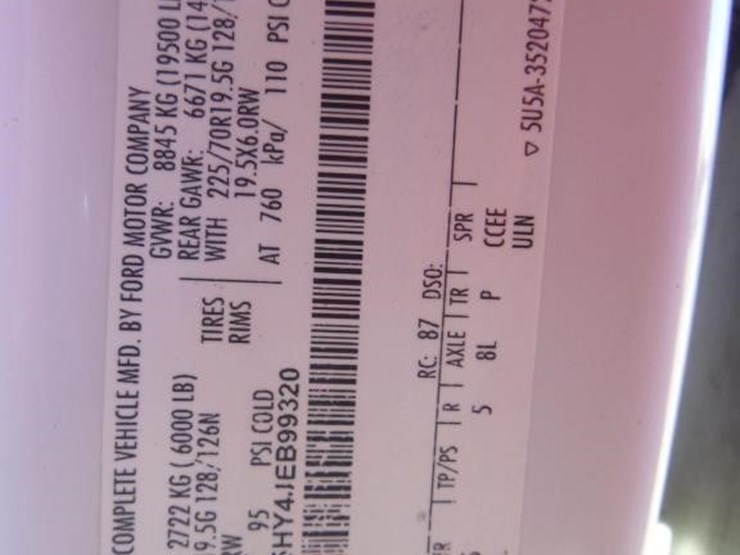 COMPLETE VEHICLE MFD. BY FORD MOTOR COMPANY
GVWR: 8845 KG (19500 L
2722 KG ( 6000 LB) REAR GAWR: 6671 KG (14
9.5G 128/126N TIRES WITH 225/70R19.5G 128/
RW RIMS 19.5X6.0RW
95 PSI COLD AT 760 kPa/ 110 PSI C
HY4JEB99320
RC: 87 DSO:
R TP/PS R AXLE TR SPR
5 8L P CCEE
ULN
▽ 5U5A-3520472